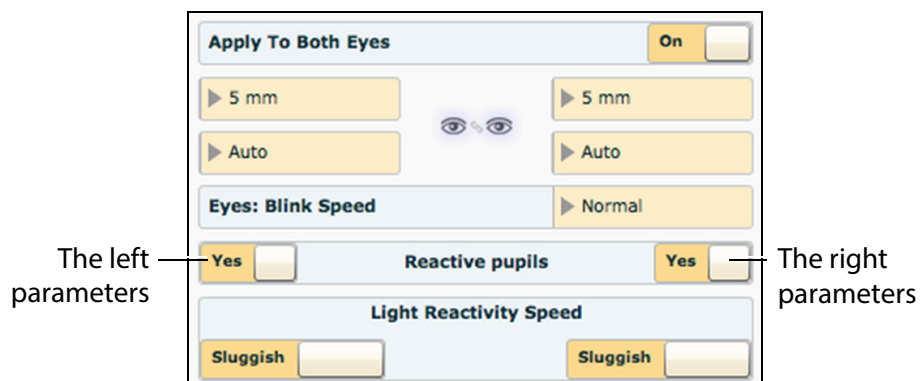 Apply To Both Eyes On
5 mm 5 mm
Auto Auto
Eyes: Blink Speed Normal
The left parameters
Yes Reactive pupils Yes
The right parameters
Light Reactivity Speed
Sluggish Sluggish